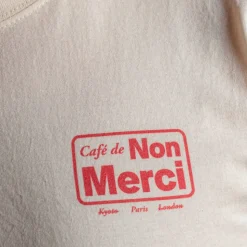 Café de Non
Merci
Kyoto Paris London